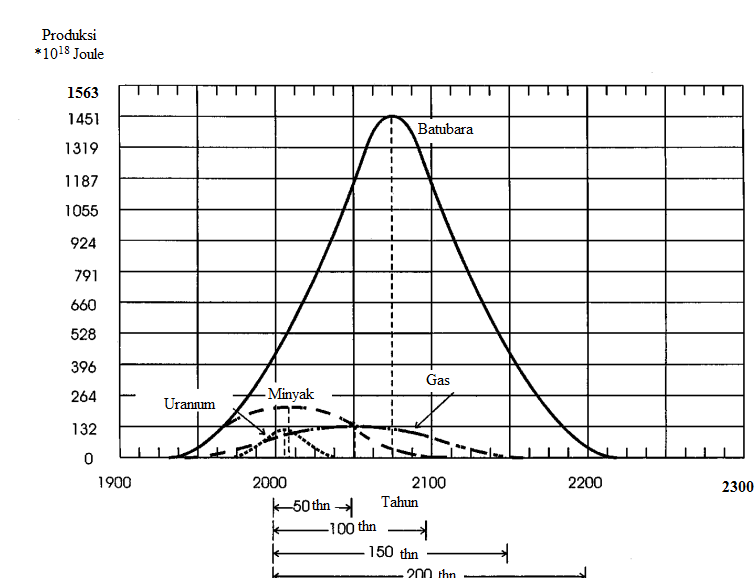 Produksi
*10¹⁸ Joule
1563
1451
1319
1187
1055
924
791
660
528
396
264
132
0
Batubara
Gas
Minyak
Uranium
1900
2000
2100
2200
2300
Tahun
50 thn
100 thn
150 thn
200 thn